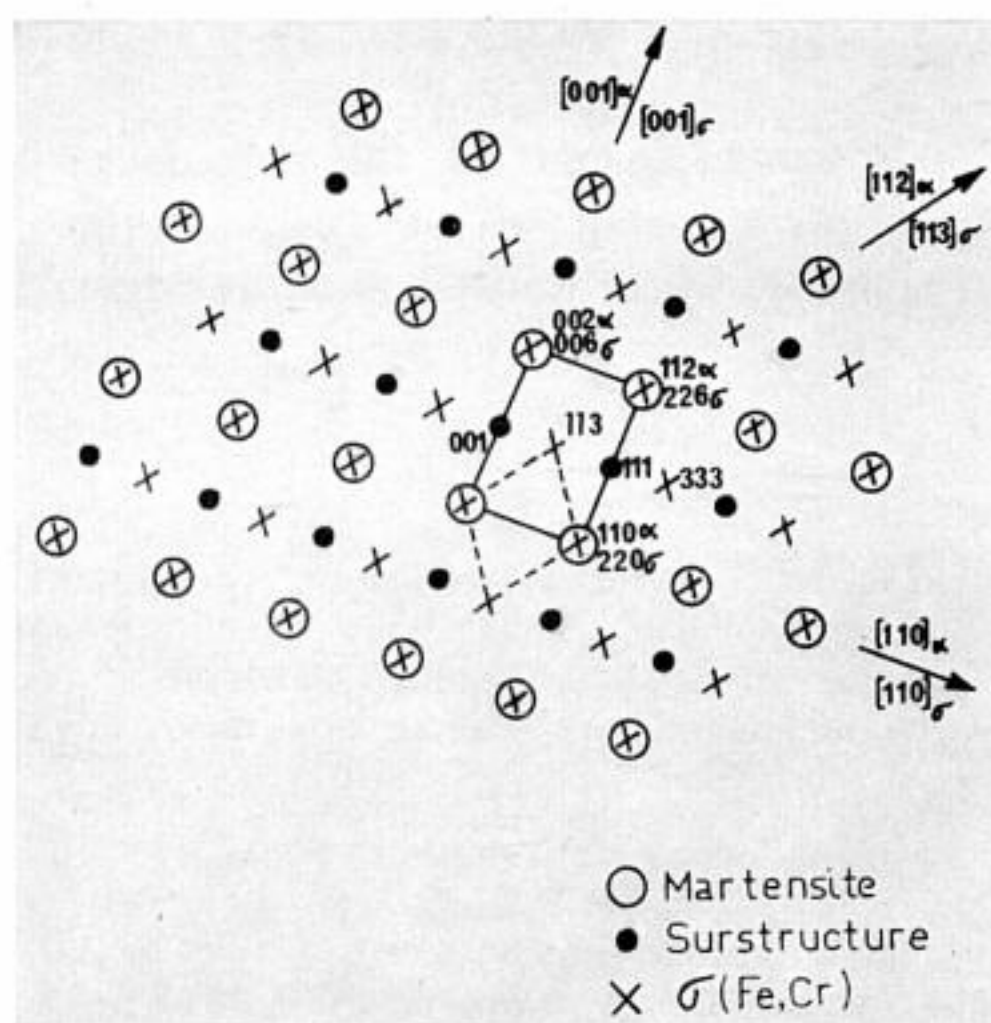 [001]α
[001]σ
[112]α
[113]σ
002α
006σ
112α
226σ
001
113
111
333
110α
220σ
[110]α
[110]σ
Martensite
Surstructure
σ(Fe,Cr)